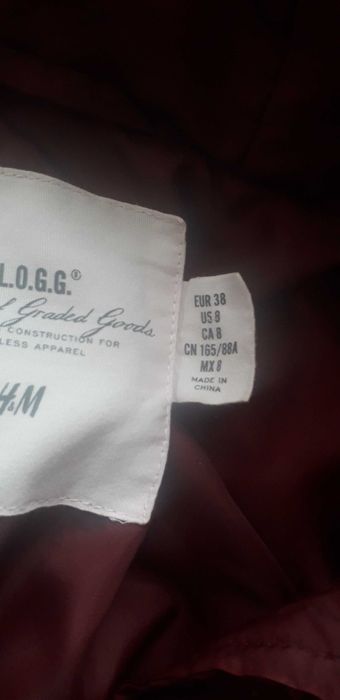 L.O.G.G.®
Graded Goods
CONSTRUCTION FOR
LESS APPAREL
H&M
EUR 38
US 8
CA 8
CN 165/88A
MX 8
MADE IN
CHINA